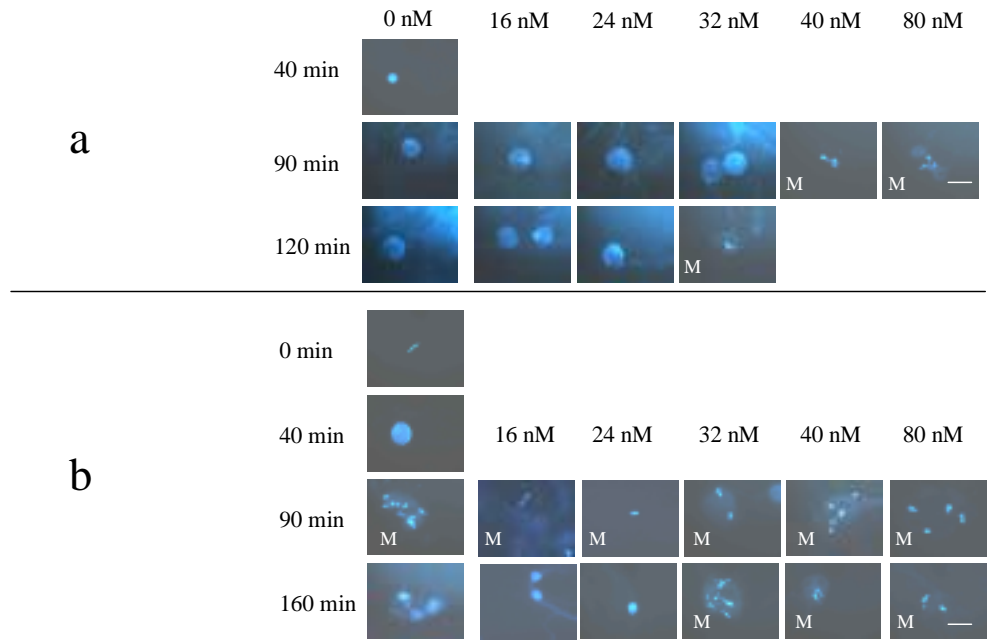 0 nM 16 nM 24 nM 32 nM 40 nM 80 nM
40 min
a
90 min
M M
120 min
M
0 min
40 min
16 nM 24 nM 32 nM 40 nM 80 nM
b
90 min
M M M M M M
160 min
M M M